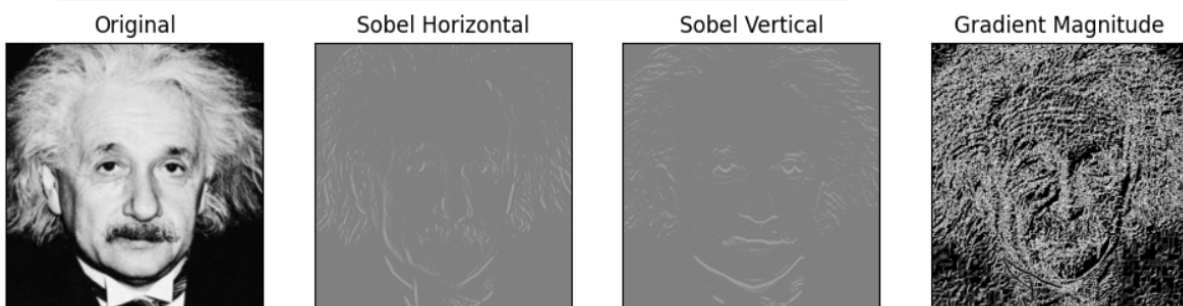 Original
Sobel Horizontal
Sobel Vertical
Gradient Magnitude